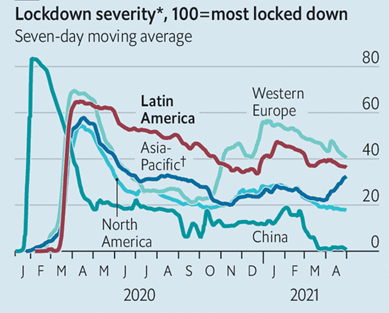 Lockdown severity*, 100=most locked down
Seven-day moving average
80
Western
Europe
60
Latin
America
Asia-
Pacific†
40
20
North
America
China
0
J F M A M J J A S O N D J F M A
2020 2021